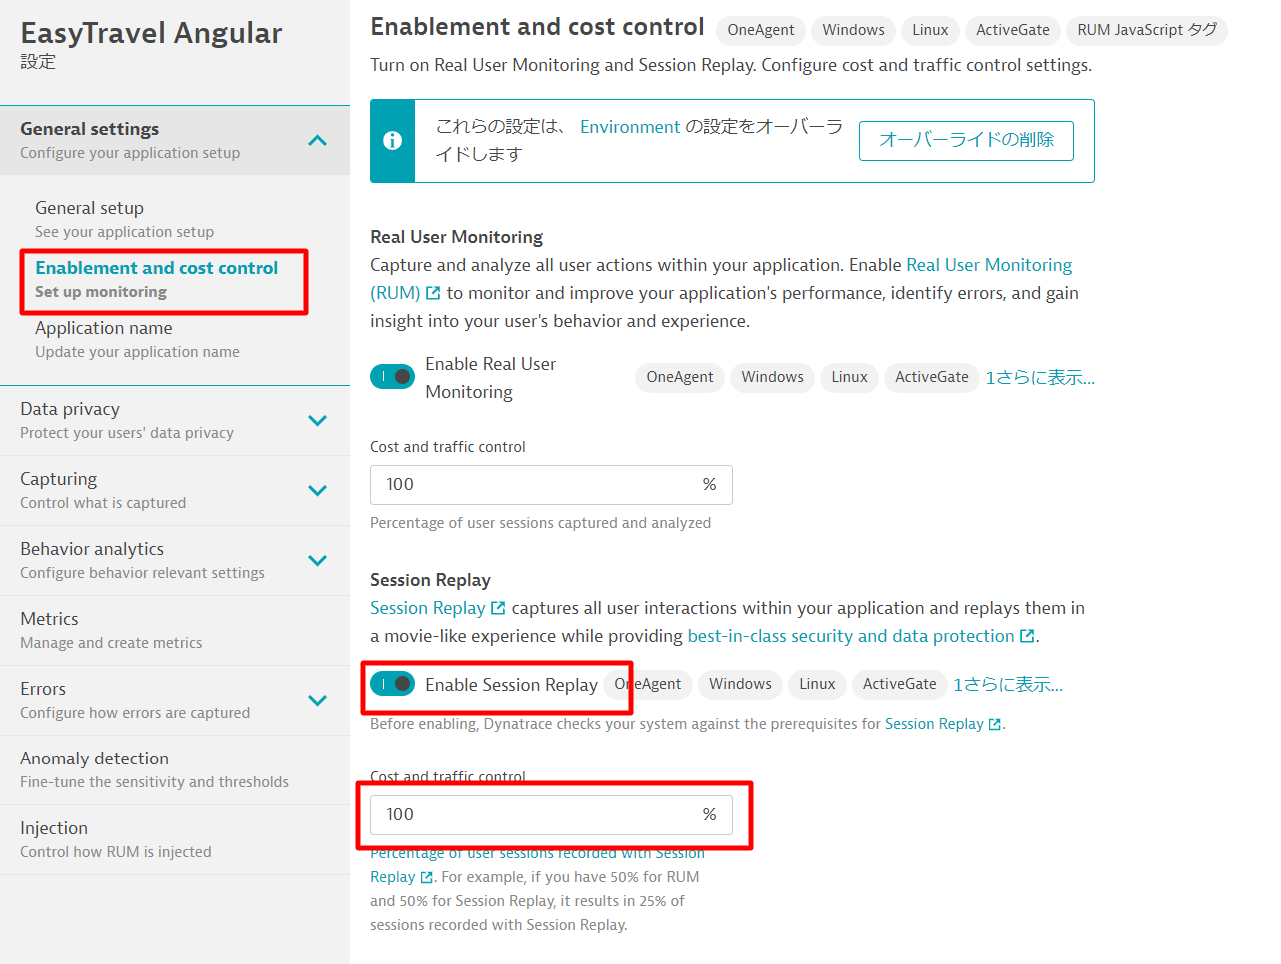 EasyTravel Angular
設定
General settings
Configure your application setup
General setup
See your application setup
Enablement and cost control
Set up monitoring
Application name
Update your application name
Data privacy
Protect your users' data privacy
Capturing
Control what is captured
Behavior analytics
Configure behavior relevant settings
Metrics
Manage and create metrics
Errors
Configure how errors are captured
Anomaly detection
Fine-tune the sensitivity and thresholds
Injection
Control how RUM is injected
Enablement and cost control OneAgent Windows Linux ActiveGate RUM JavaScript タグ
Turn on Real User Monitoring and Session Replay. Configure cost and traffic control settings.
これらの設定は、 Environment の設定をオーバーラ
イドします
オーバーライドの削除
Real User Monitoring
Capture and analyze all user actions within your application. Enable Real User Monitoring
(RUM) to monitor and improve your application's performance, identify errors, and gain
insight into your user's behavior and experience.
Enable Real User
Monitoring
OneAgent Windows Linux ActiveGate 1さらに表示...
Cost and traffic control
100 %
Percentage of user sessions captured and analyzed
Session Replay
Session Replay captures all user interactions within your application and replays them in
a movie-like experience while providing best-in-class security and data protection.
Enable Session Replay OneAgent Windows Linux ActiveGate 1さらに表示...
Before enabling, Dynatrace checks your system against the prerequisites for Session Replay.
Cost and traffic control
100 %
Percentage of user sessions recorded with Session
Replay. For example, if you have 50% for RUM
and 50% for Session Replay, it results in 25% of
sessions recorded with Session Replay.